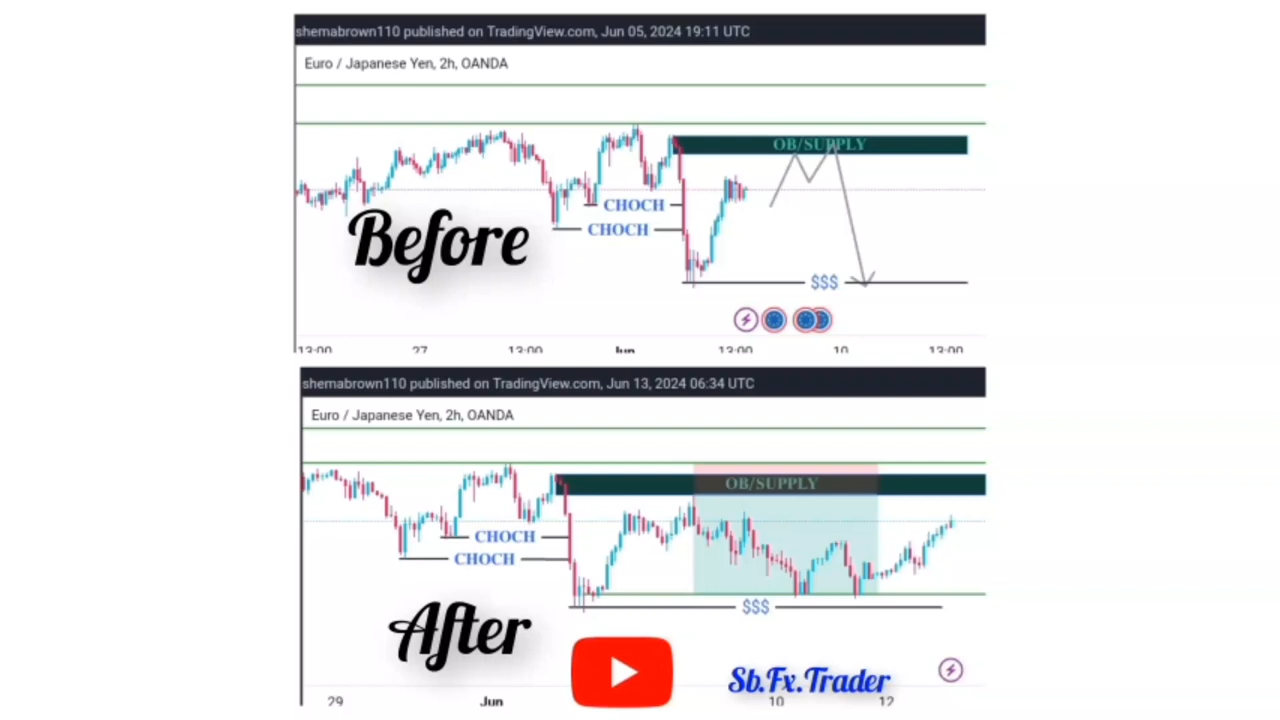 shemabrown110 published on TradingView.com, Jun 05, 2024 19:11 UTC
Euro / Japanese Yen, 2h, OANDA
OB/SUPPLY
CHOCH
CHOCH
Before
$$$
13:00 27 13:00 Jun 13:00 10 13:00
shemabrown110 published on TradingView.com, Jun 13, 2024 06:34 UTC
Euro / Japanese Yen, 2h, OANDA
OB/SUPPLY
CHOCH
CHOCH
$$$
After
Sb.Fx.Trader
29 Jun 10 12